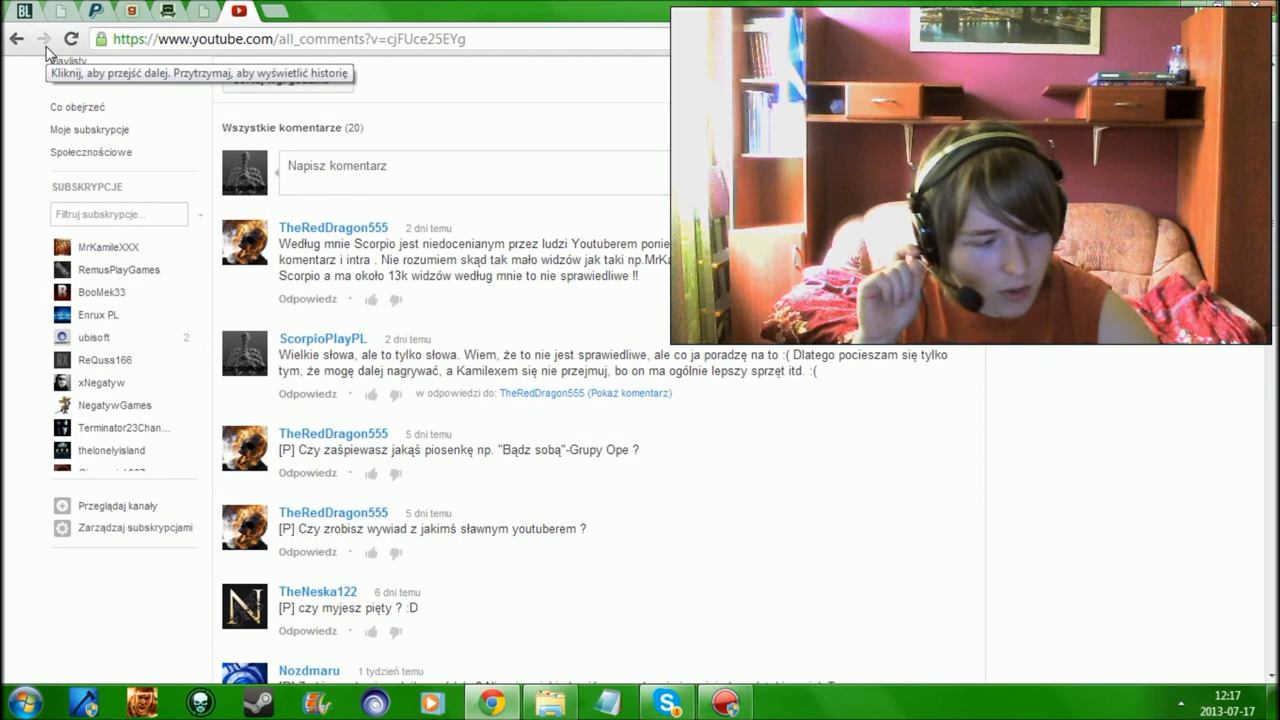 BL
https://www.youtube.com/all_comments?v=cjFUce25EYg
Playlisty
Kliknij, aby przejść dalej. Przytrzymaj, aby wyświetlić historię
Co obejrzeć
Moje subskrypcje
Społecznościowe
SUBSKRYPCJE
Filtruj subskrypcje...
MrKamileXXX
RemusPlayGames
BooMek33
Enrux PL
ubisoft 2
ReQuss166
xNegatyw
NegatywGames
Terminator23Chan...
thelonelyisland
Przeglądaj kanały
Zarządzaj subskrypcjami
Wszystkie komentarze (20)
Napisz komentarz
TheRedDragon555 2 dni temu
Według mnie Scorpio jest niedocenianym przez ludzi Youtuberem ponie
komentarz i intra . Nie rozumiem skąd tak mało widzów jak taki np.MrKa
Scorpio a ma około 13k widzów według mnie to nie sprawiedliwe !!
Odpowiedz
ScorpioPlayPL 2 dni temu
Wielkie słowa, ale to tylko słowa. Wiem, że to nie jest sprawiedliwe, ale co ja poradzę na to :( Dlatego pocieszam się tylko
tym, że mogę dalej nagrywać, a Kamilexem się nie przejmuj, bo on ma ogólnie lepszy sprzęt itd. :(
Odpowiedz w odpowiedzi do: TheRedDragon555 (Pokaż komentarz)
TheRedDragon555 5 dni temu
[P] Czy zaśpiewasz jakąś piosenkę np. "Bądz sobą"-Grupy Ope ?
Odpowiedz
TheRedDragon555 5 dni temu
[P] Czy zrobisz wywiad z jakimś sławnym youtuberem ?
Odpowiedz
TheNeska122 6 dni temu
[P] czy myjesz pięty ? :D
Odpowiedz
Nozdmaru 1 tydzień temu
12:17
2013-07-17